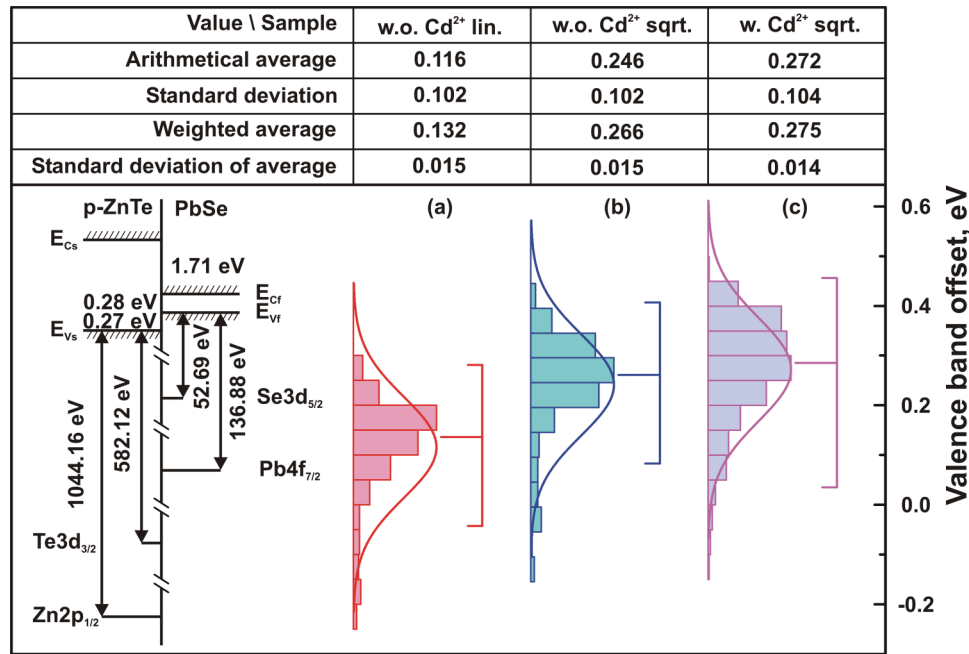 Value \ Sample w.o. Cd²⁺ lin. w.o. Cd²⁺ sqrt. w. Cd²⁺ sqrt.
Arithmetical average 0.116 0.246 0.272
Standard deviation 0.102 0.102 0.104
Weighted average 0.132 0.266 0.275
Standard deviation of average 0.015 0.015 0.014
p-ZnTe PbSe (a) (b) (c)
E_Cs
1.71 eV
E_Cf
0.28 eV
E_Vf
0.27 eV
E_Vs
1044.16 eV
582.12 eV
52.69 eV
136.88 eV
Se3d₅/₂
Pb4f₇/₂
Te3d₃/₂
Zn2p₁/₂
0.6
0.4
0.2
0.0
-0.2
Valence band offset, eV